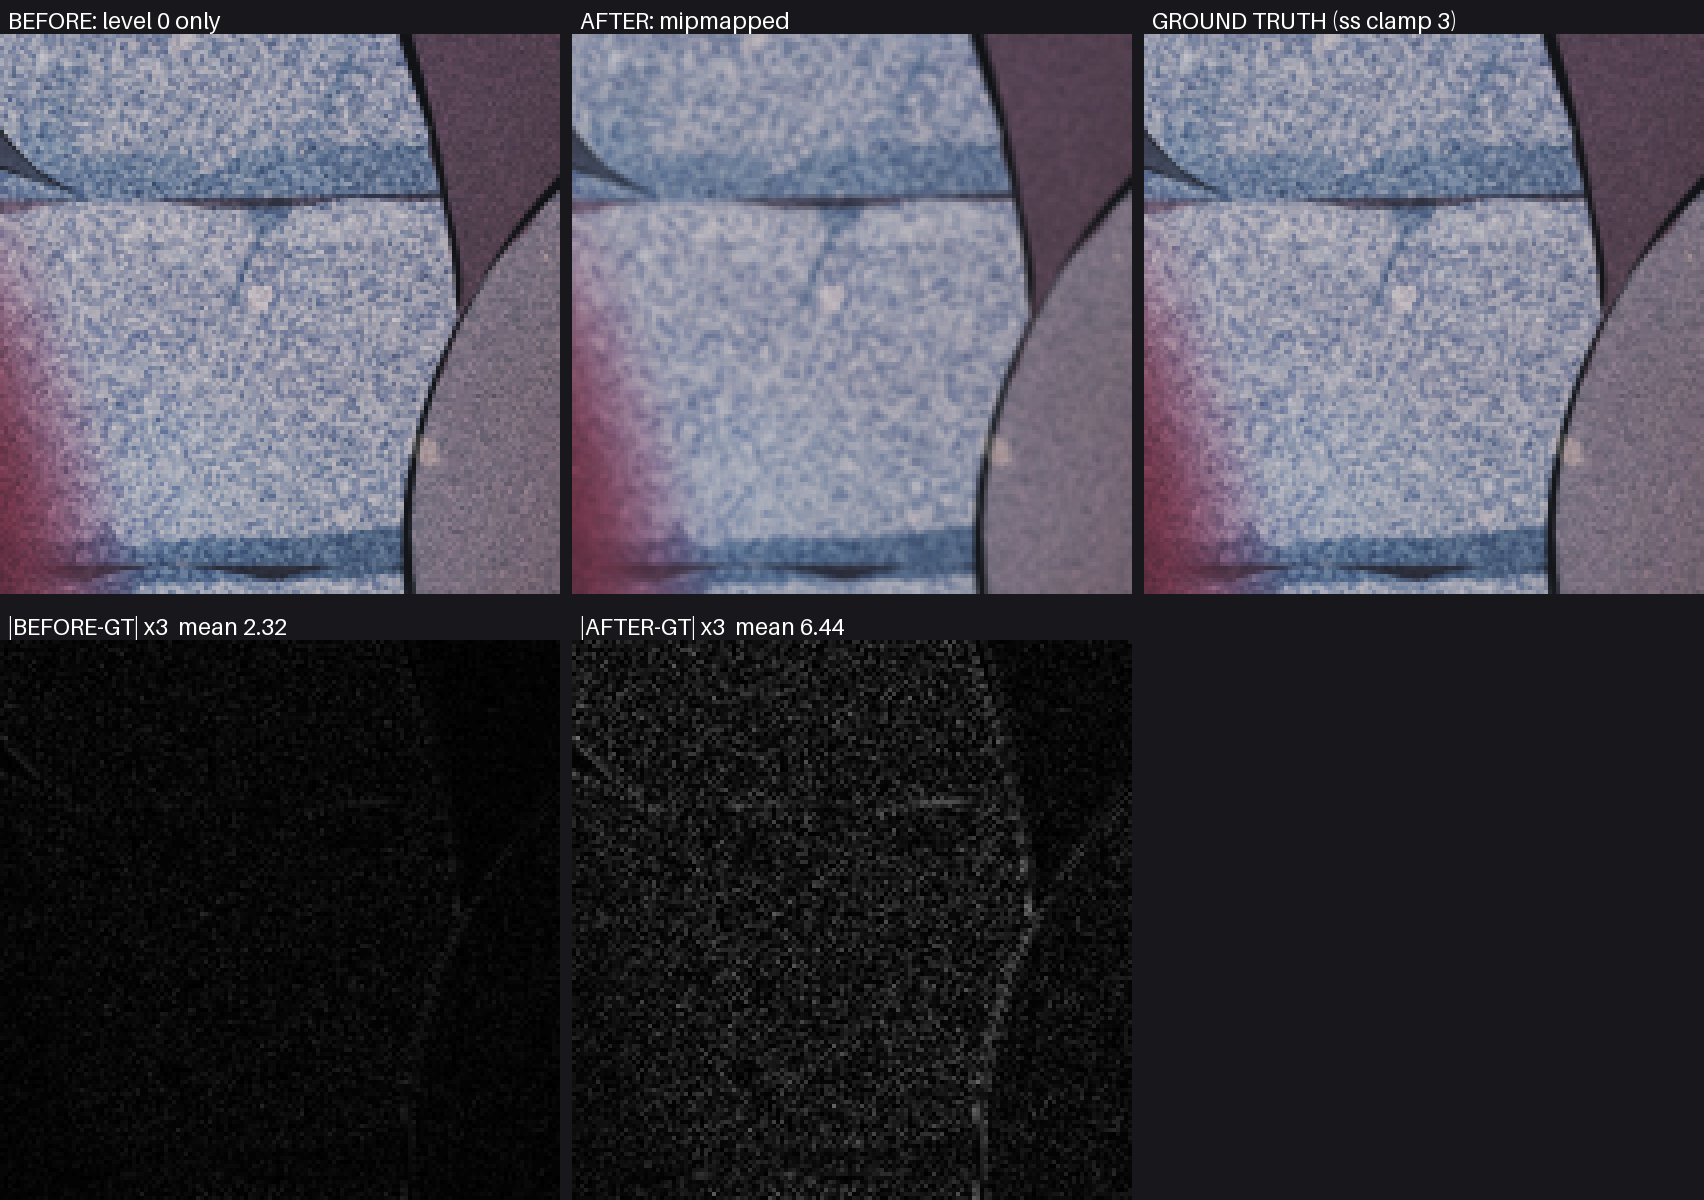 BEFORE: level 0 only
AFTER: mipmapped
GROUND TRUTH (ss clamp 3)
|BEFORE-GT| x3 mean 2.32
|AFTER-GT| x3 mean 6.44